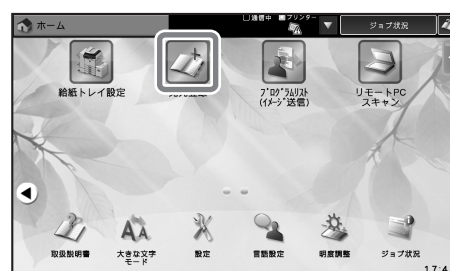 ホーム
通信中
プリンター
ジョブ状況
給紙トレイ設定
ﾌﾟﾛｸﾞﾗﾑﾘｽﾄ
(ｲﾒｰｼﾞ送信)
リモートPC
スキャン
取扱説明書
大きな文字
モード
設定
言語設定
明度調整
ジョブ状況
17:4